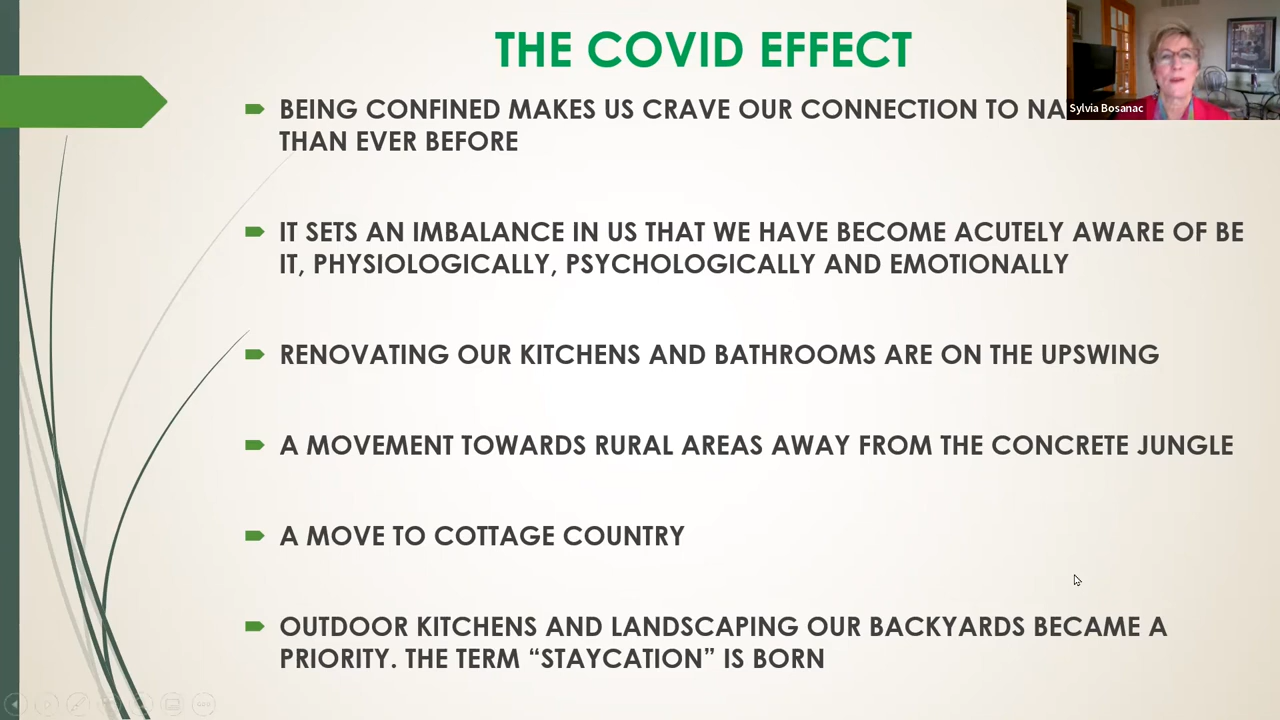 THE COVID EFFECT
Sylvia Bosanac
BEING CONFINED MAKES US CRAVE OUR CONNECTION TO
THAN EVER BEFORE
IT SETS AN IMBALANCE IN US THAT WE HAVE BECOME ACUTELY AWARE OF BE
IT, PHYSIOLOGICALLY, PSYCHOLOGICALLY AND EMOTIONALLY
RENOVATING OUR KITCHENS AND BATHROOMS ARE ON THE UPSWING
A MOVEMENT TOWARDS RURAL AREAS AWAY FROM THE CONCRETE JUNGLE
A MOVE TO COTTAGE COUNTRY
OUTDOOR KITCHENS AND LANDSCAPING OUR BACKYARDS BECAME A
PRIORITY. THE TERM “STAYCATION” IS BORN